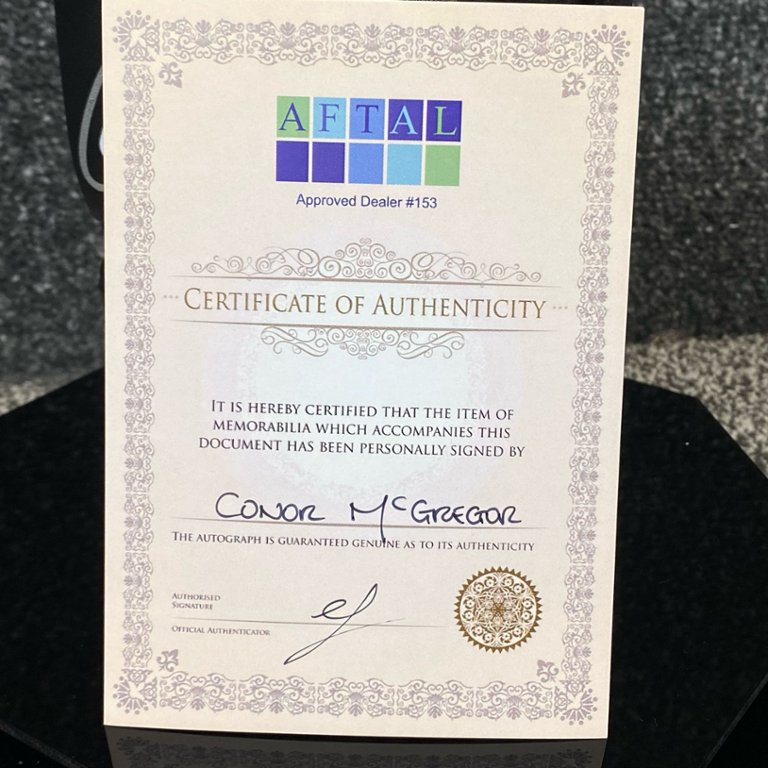 AFTAL
Approved Dealer #153
CERTIFICATE OF AUTHENTICITY
IT IS HEREBY CERTIFIED THAT THE ITEM OF
MEMORABILIA WHICH ACCOMPANIES THIS
DOCUMENT HAS BEEN PERSONALLY SIGNED BY
CONOR McGREGOR
THE AUTOGRAPH IS GUARANTEED GENUINE AS TO ITS AUTHENTICITY
AUTHORISED
SIGNATURE
OFFICIAL AUTHENTICATOR